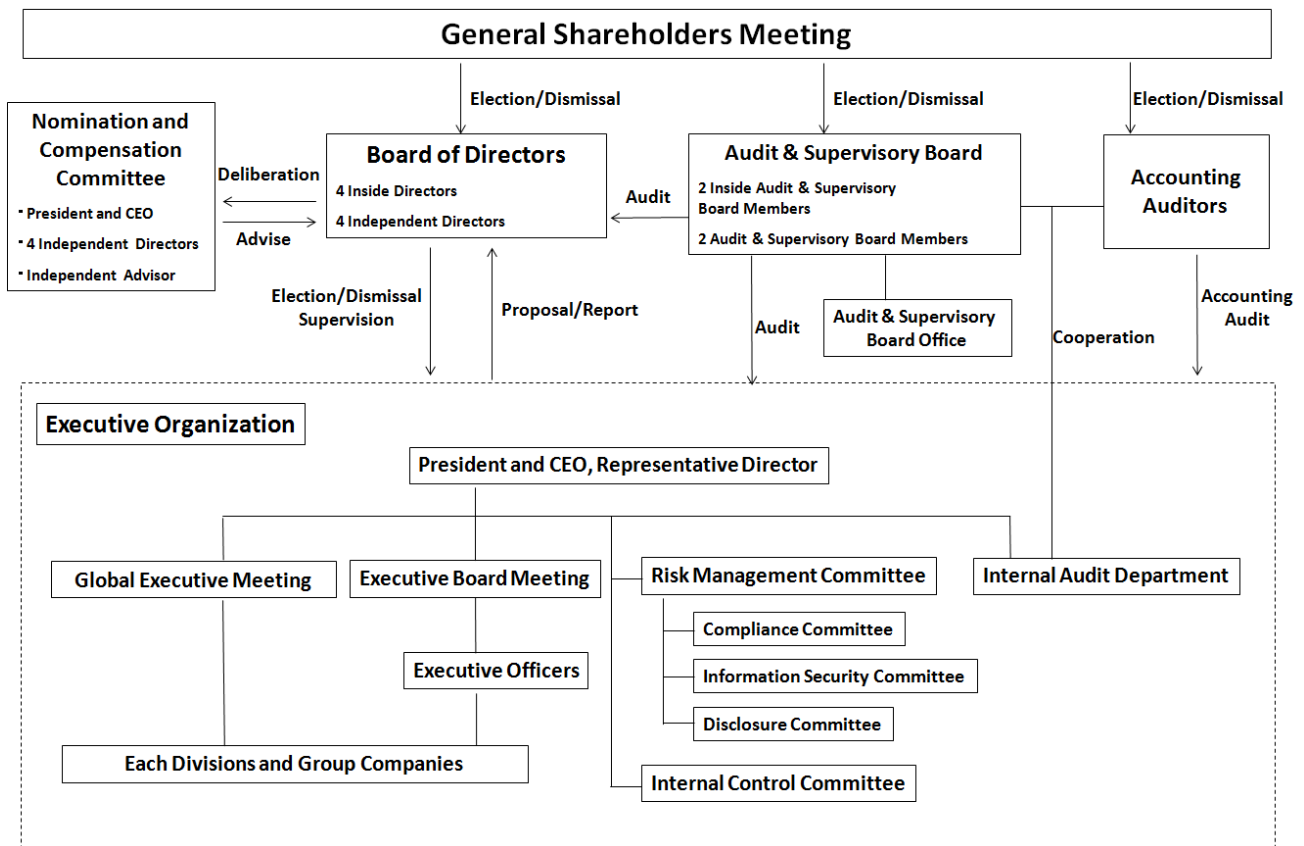 General Shareholders Meeting
Election/Dismissal
Election/Dismissal
Election/Dismissal
Nomination and
Compensation
Committee
・President and CEO
・4 Independent Directors
・Independent Advisor
Deliberation
Advise
Board of Directors
4 Inside Directors
4 Independent Directors
Audit
Audit & Supervisory Board
2 Inside Audit & Supervisory
Board Members
2 Audit & Supervisory Board Members
Accounting
Auditors
Election/Dismissal
Supervision
Proposal/Report
Audit
Audit & Supervisory
Board Office
Cooperation
Accounting
Audit
Executive Organization
President and CEO, Representative Director
Global Executive Meeting
Executive Board Meeting
Risk Management Committee
Internal Audit Department
Compliance Committee
Executive Officers
Information Security Committee
Disclosure Committee
Each Divisions and Group Companies
Internal Control Committee